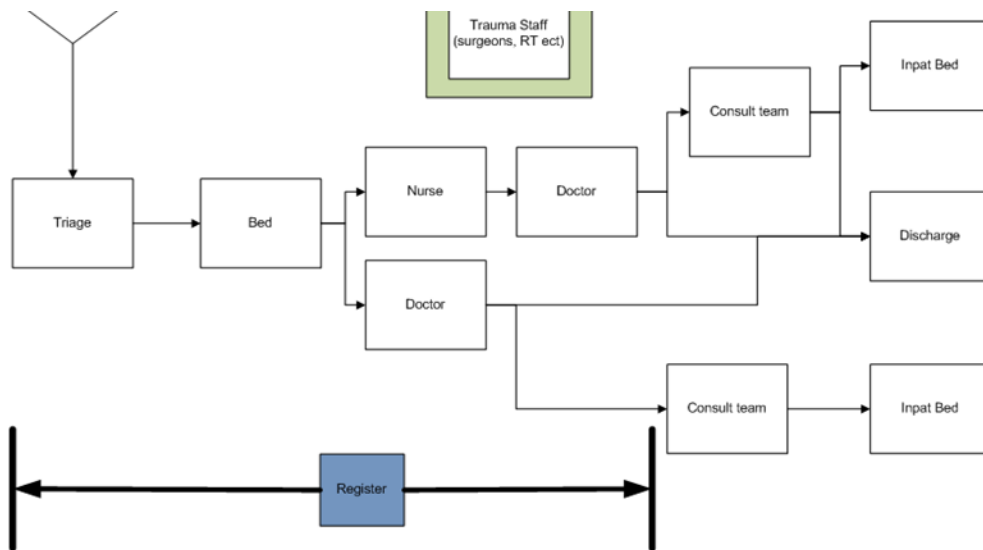 Trauma Staff
(surgeons, RT ect)
Inpat Bed
Consult team
Nurse
Doctor
Triage
Bed
Discharge
Doctor
Consult team
Inpat Bed
Register